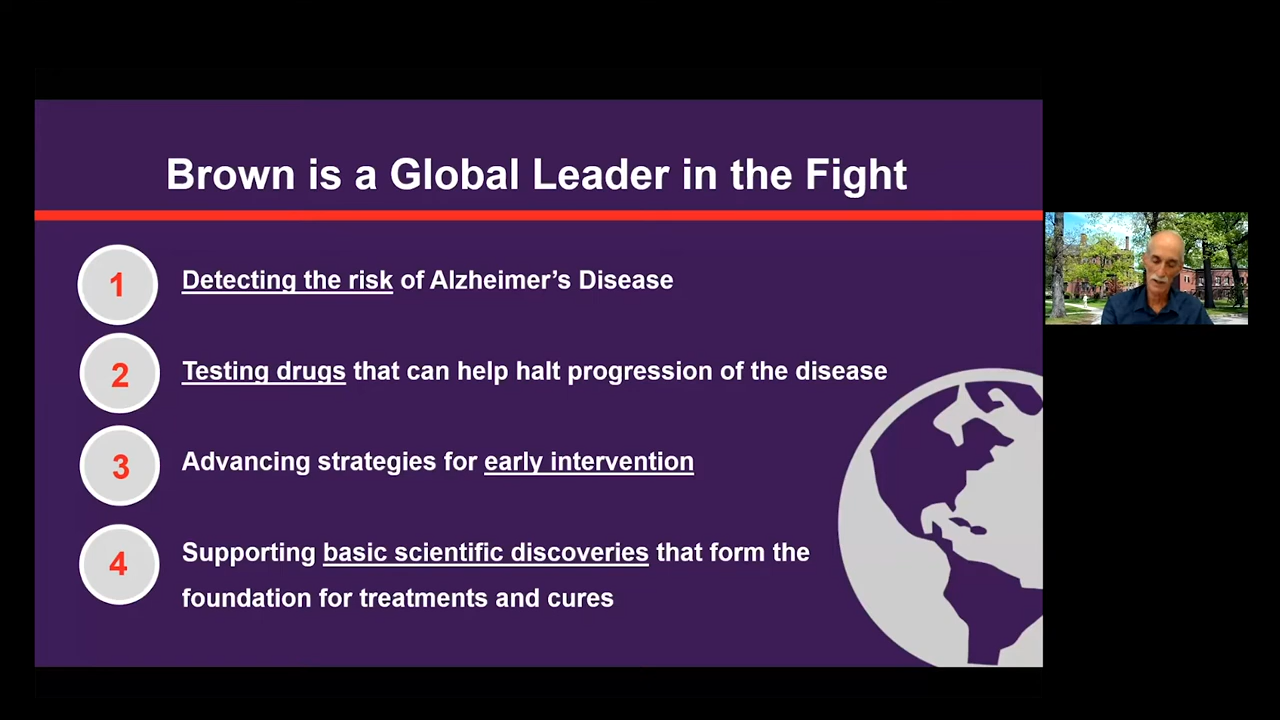 Brown is a Global Leader in the Fight
1
Detecting the risk of Alzheimer’s Disease
2
Testing drugs that can help halt progression of the disease
3
Advancing strategies for early intervention
4
Supporting basic scientific discoveries that form the
foundation for treatments and cures